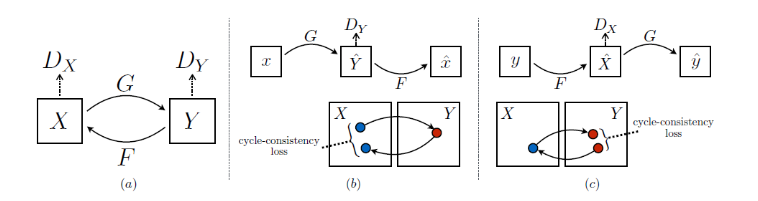 D_X D_Y
G
X Y
F
(a)
D_Y
G
x Ŷ x̂
F
X Y
cycle-consistency
loss
(b)
D_X
G
y X̂ ŷ
F
X Y
cycle-consistency
loss
(c)